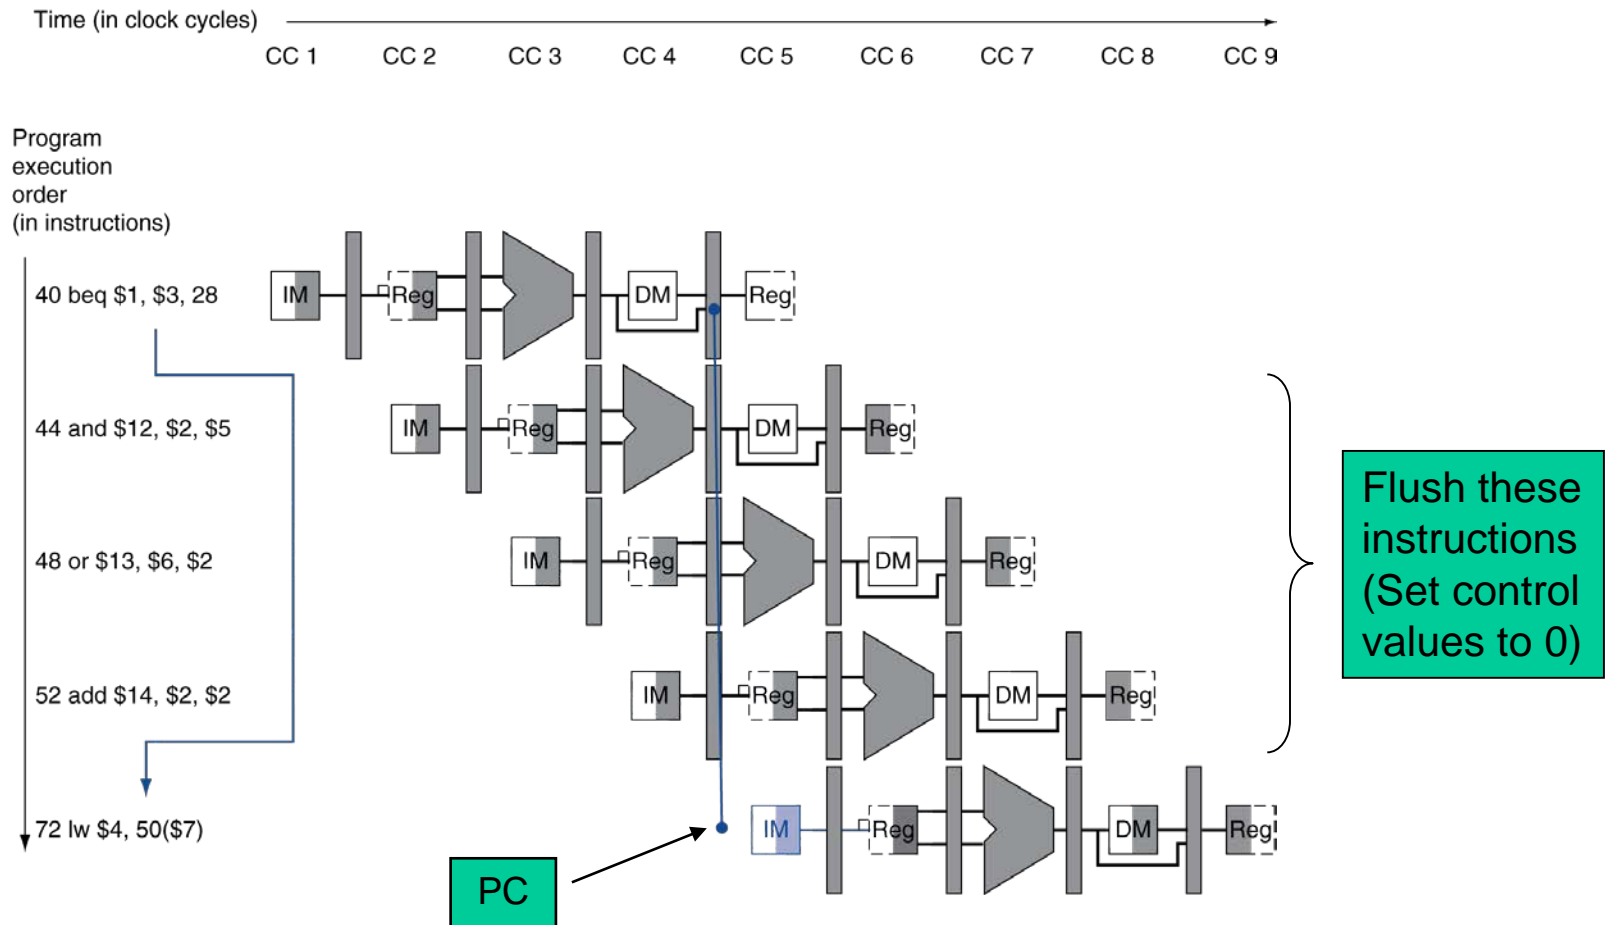 Time (in clock cycles)
CC 1 CC 2 CC 3 CC 4 CC 5 CC 6 CC 7 CC 8 CC 9
Program
execution
order
(in instructions)
40 beq $1, $3, 28
IM Reg DM Reg
44 and $12, $2, $5
IM Reg DM Reg
48 or $13, $6, $2
IM Reg DM Reg
52 add $14, $2, $2
IM Reg DM Reg
72 lw $4, 50($7)
IM Reg DM Reg
Flush these
instructions
(Set control
values to 0)
PC